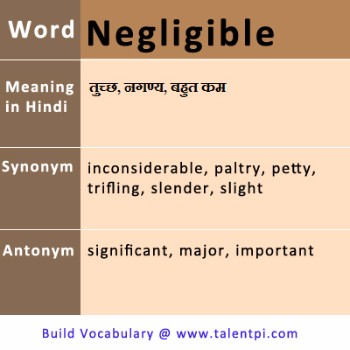 Word Negligible
Meaning in Hindi तुच्छ, नगण्य, बहुत कम
Synonym inconsiderable, paltry, petty,
trifling, slender, slight
Antonym significant, major, important
Build Vocabulary @ www.talentpi.com